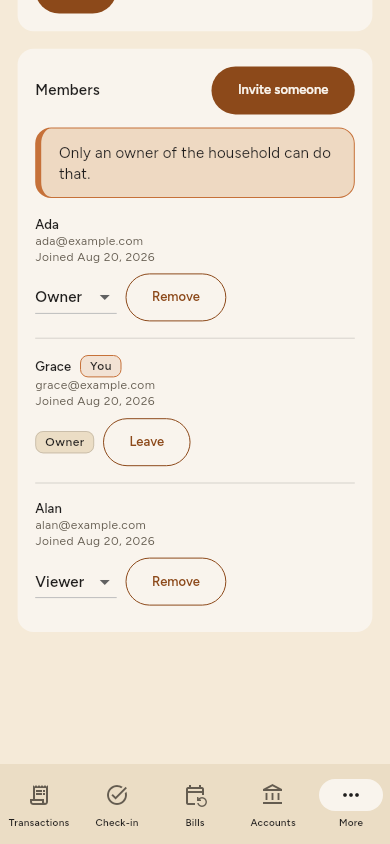 Members
Invite someone
Only an owner of the household can do
that.
Ada
ada@example.com
Joined Aug 20, 2026
Owner
Remove
Grace
You
grace@example.com
Joined Aug 20, 2026
Owner
Leave
Alan
alan@example.com
Joined Aug 20, 2026
Viewer
Remove
Transactions
Check-in
Bills
Accounts
More